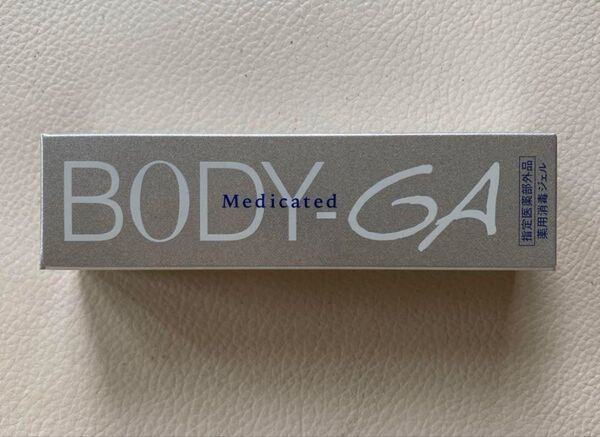 BODY-GA
Medicated
指定医薬部外品
薬用消毒ジェル